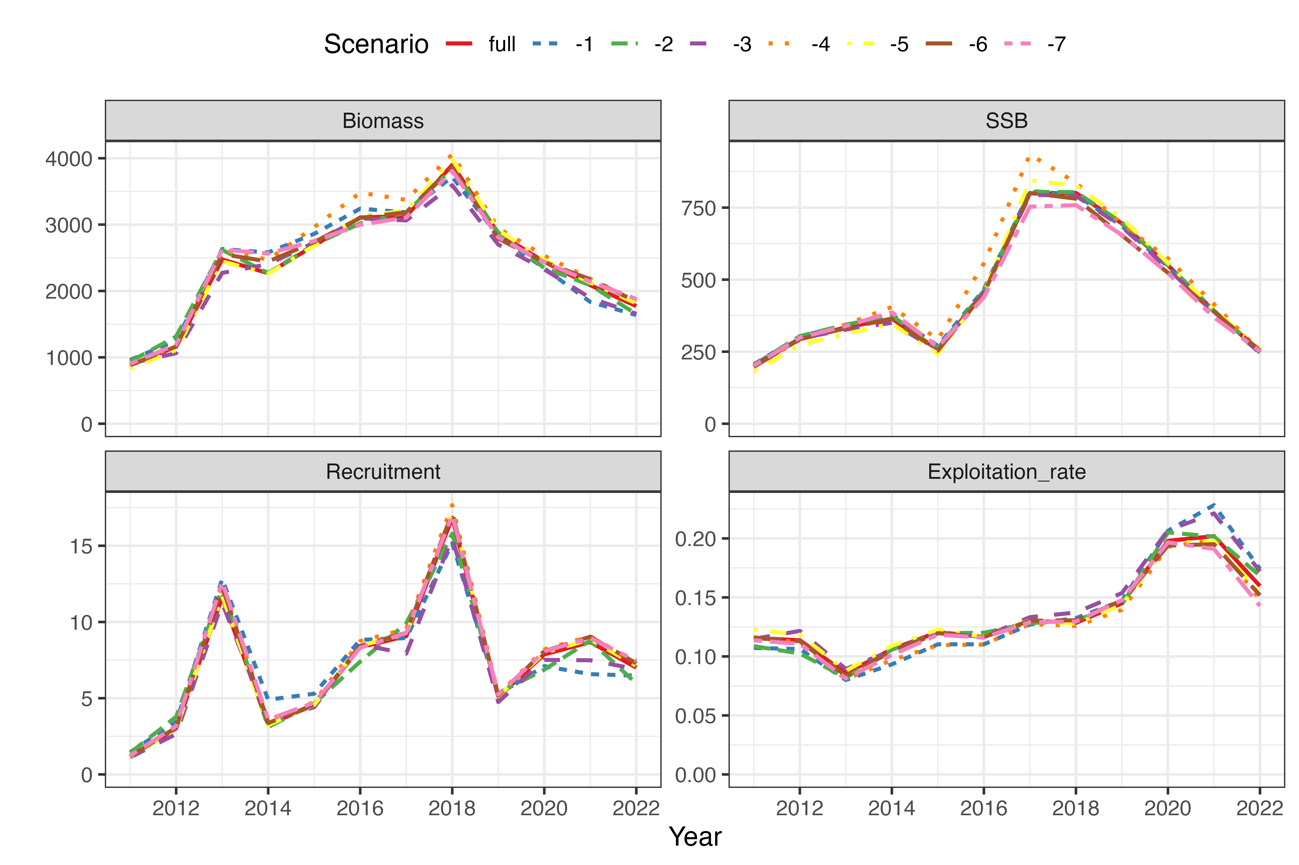 Scenario full -1 -2 -3 -4 -5 -6 -7
Biomass
SSB
4000
3000
2000
1000
0
750
500
250
0
Recruitment
Exploitation_rate
15
10
5
0
0.20
0.15
0.10
0.05
0.00
2012 2014 2016 2018 2020 2022
2012 2014 2016 2018 2020 2022
Year